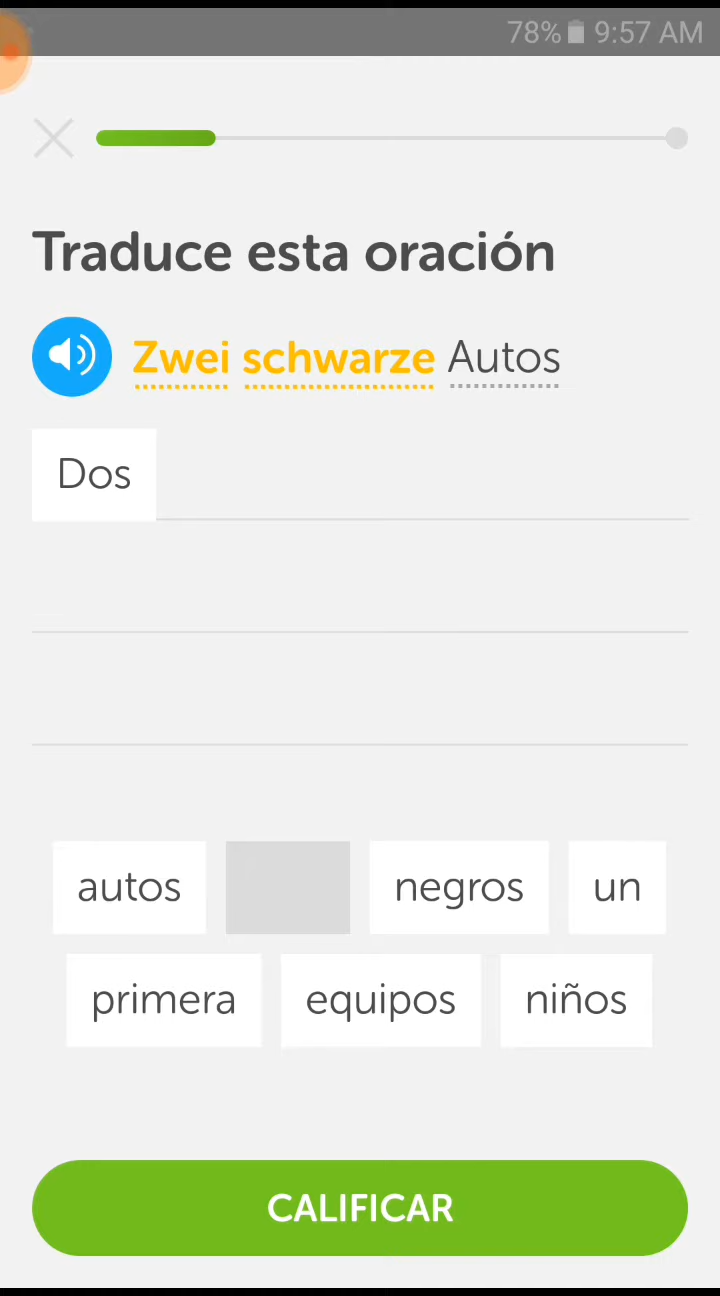 78% 9:57 AM
Traduce esta oración
Zwei schwarze Autos
Dos
autos negros un
primera equipos niños
CALIFICAR